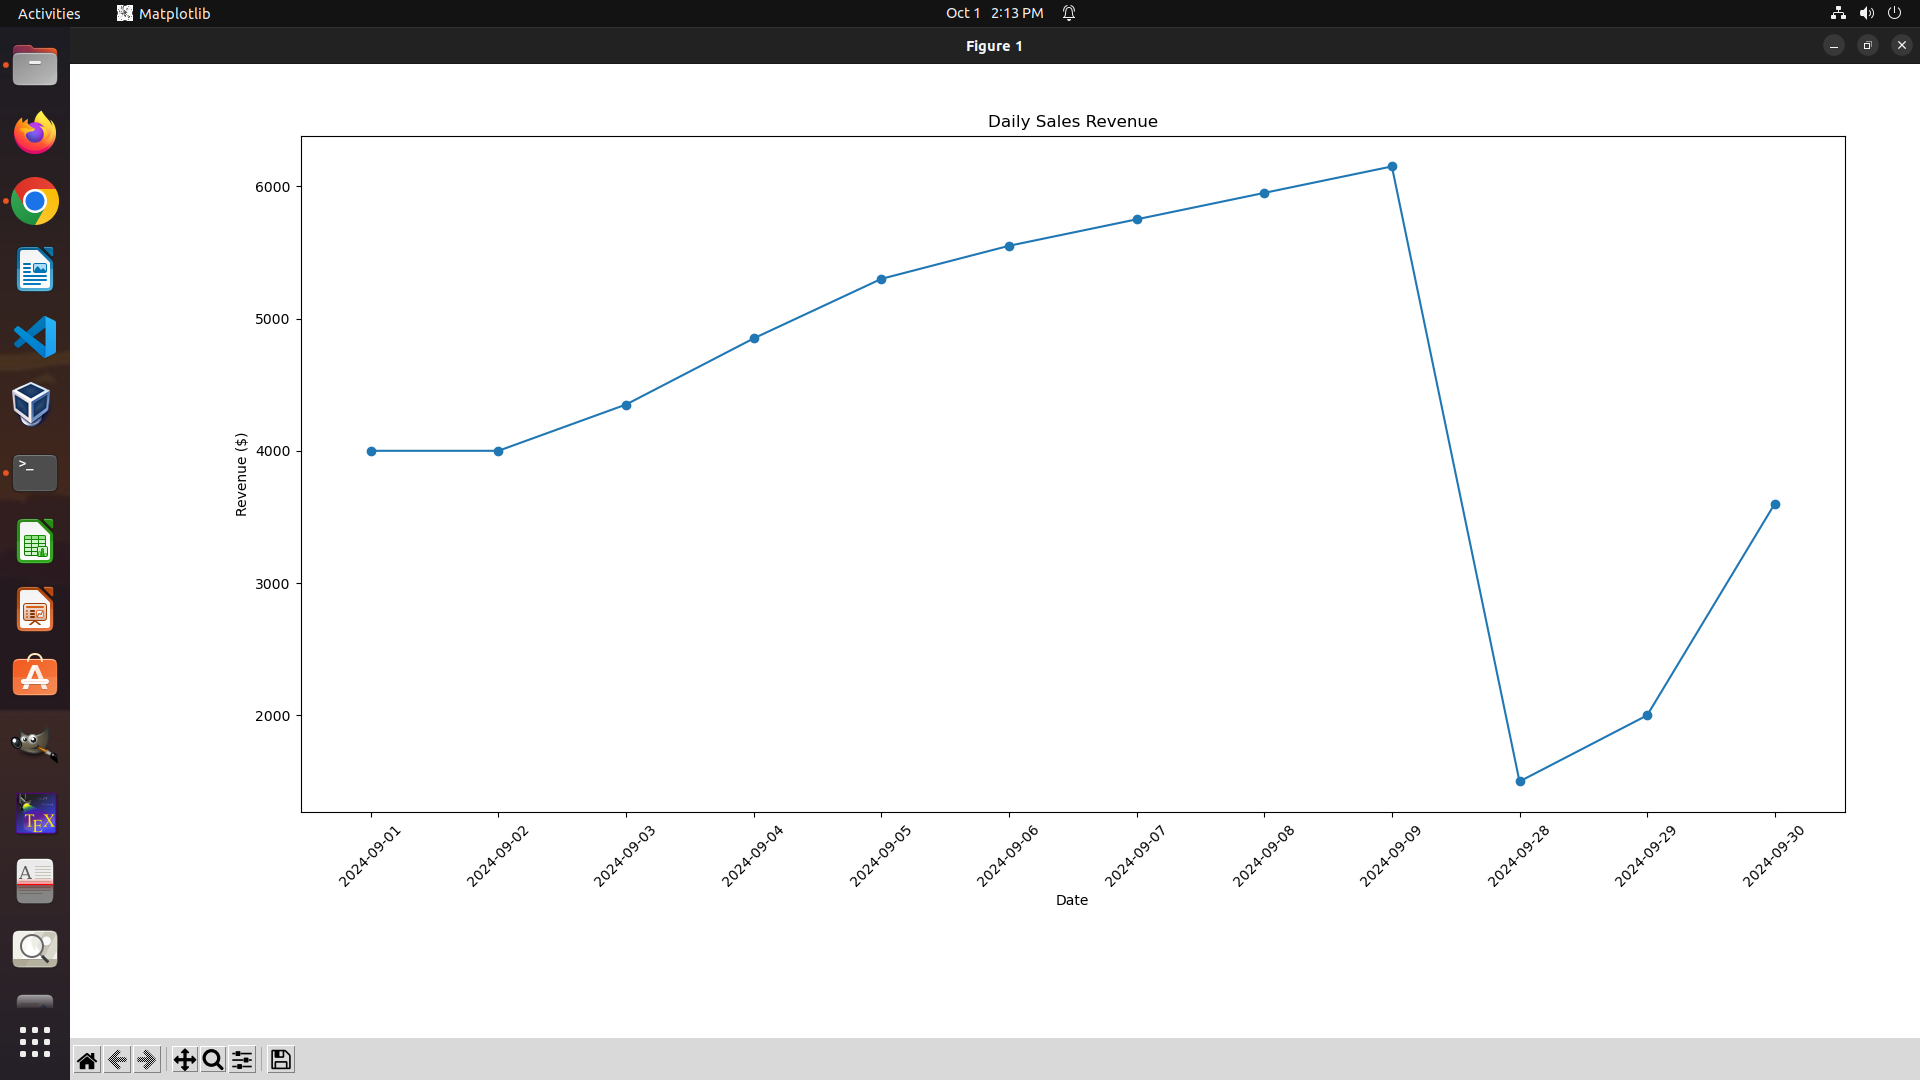 Activities
Matplotlib
Oct 1 2:13 PM
Figure 1
Daily Sales Revenue
6000
5000
4000
3000
2000
Revenue ($)
2024-09-01
2024-09-02
2024-09-03
2024-09-04
2024-09-05
2024-09-06
2024-09-07
2024-09-08
2024-09-09
2024-09-28
2024-09-29
2024-09-30
Date
>_
A
TEX
A